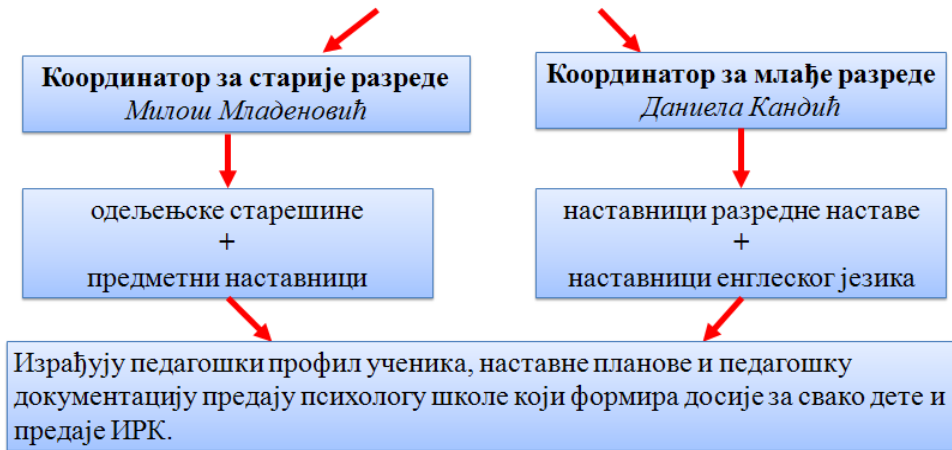 Координатор за старије разреде
Милош Младеновић
Координатор за млађе разреде
Даниела Кандић
одељењске старешине
+
предметни наставници
наставници разредне наставе
+
наставници енглеског језика
Израђују педагошки профил ученика, наставне планове и педагошку
документацију предају психологу школе који формира досије за свако дете и
предаје ИРК.